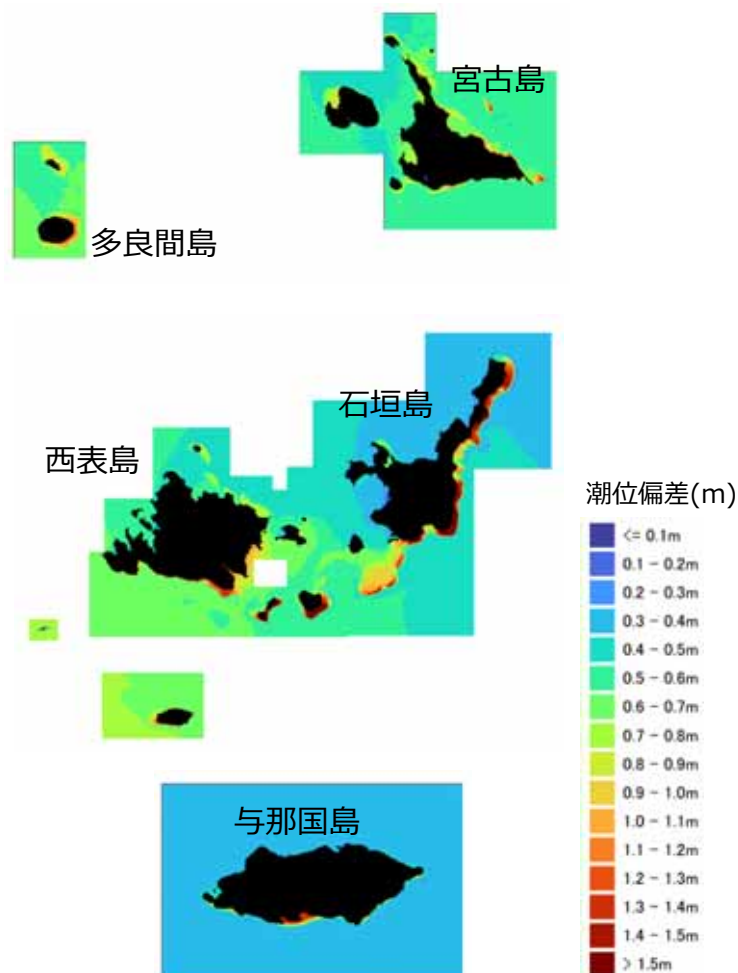 宮古島
多良間島
石垣島
西表島
潮位偏差(m)
<= 0.1m
0.1 - 0.2m
0.2 - 0.3m
0.3 - 0.4m
0.4 - 0.5m
0.5 - 0.6m
0.6 - 0.7m
0.7 - 0.8m
0.8 - 0.9m
0.9 - 1.0m
1.0 - 1.1m
1.1 - 1.2m
1.2 - 1.3m
1.3 - 1.4m
1.4 - 1.5m
> 1.5m
与那国島